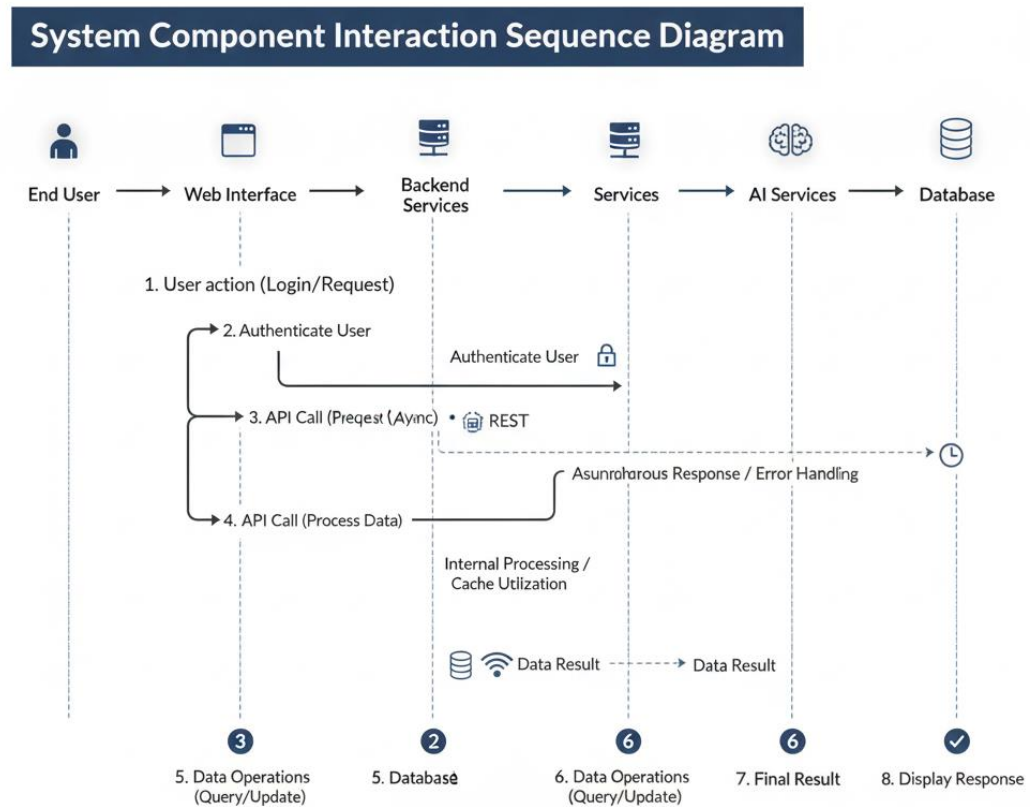 System Component Interaction Sequence Diagram
End User
Web Interface
Backend
Services
Services
AI Services
Database
1. User action (Login/Request)
2. Authenticate User
Authenticate User
3. API Call
REST
Response / Error Handling
4. API Call (Process Data)
Internal Processing /
Cache Utlization
Data Result
Data Result
3
2
6
6
5. Data Operations
(Query/Update)
5. Database
6. Data Operations
(Query/Update)
7. Final Result
8. Display Response